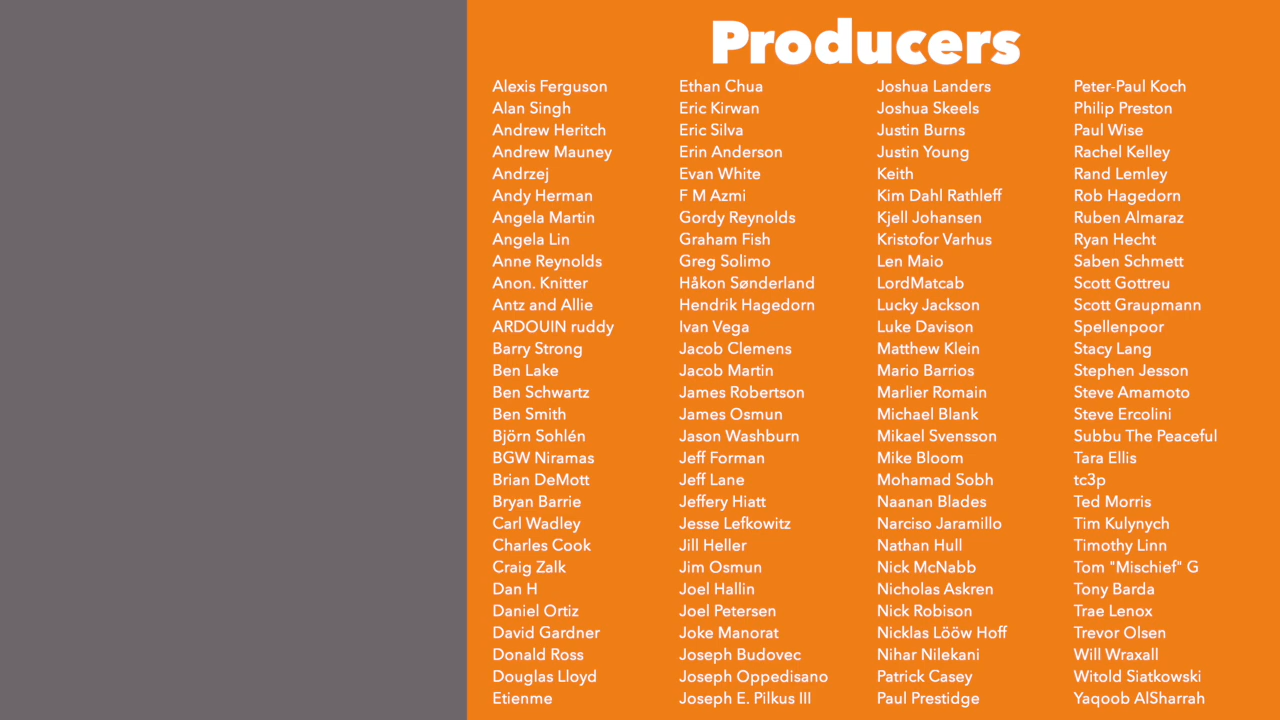 Producers
Alexis Ferguson
Alan Singh
Andrew Heritch
Andrew Mauney
Andrzej
Andy Herman
Angela Martin
Angela Lin
Anne Reynolds
Anon. Knitter
Antz and Allie
ARDOUIN ruddy
Barry Strong
Ben Lake
Ben Schwartz
Ben Smith
Björn Sohlén
BGW Niramas
Brian DeMott
Bryan Barrie
Carl Wadley
Charles Cook
Craig Zalk
Dan H
Daniel Ortiz
David Gardner
Donald Ross
Douglas Lloyd
Etienme
Ethan Chua
Eric Kirwan
Eric Silva
Erin Anderson
Evan White
F M Azmi
Gordy Reynolds
Graham Fish
Greg Solimo
Håkon Sønderland
Hendrik Hagedorn
Ivan Vega
Jacob Clemens
Jacob Martin
James Robertson
James Osmun
Jason Washburn
Jeff Forman
Jeff Lane
Jeffery Hiatt
Jesse Lefkowitz
Jill Heller
Jim Osmun
Joel Hallin
Joel Petersen
Joke Manorat
Joseph Budovec
Joseph Oppedisano
Joseph E. Pilkus III
Joshua Landers
Joshua Skeels
Justin Burns
Justin Young
Keith
Kim Dahl Rathleff
Kjell Johansen
Kristofor Varhus
Len Maio
LordMatcab
Lucky Jackson
Luke Davison
Matthew Klein
Mario Barrios
Marlier Romain
Michael Blank
Mikael Svensson
Mike Bloom
Mohamad Sobh
Naanan Blades
Narciso Jaramillo
Nathan Hull
Nick McNabb
Nicholas Askren
Nick Robison
Nicklas Lööw Hoff
Nihar Nilekani
Patrick Casey
Paul Prestidge
Peter-Paul Koch
Philip Preston
Paul Wise
Rachel Kelley
Rand Lemley
Rob Hagedorn
Ruben Almaraz
Ryan Hecht
Saben Schmett
Scott Gottreu
Scott Graupmann
Spellenpoor
Stacy Lang
Stephen Jesson
Steve Amamoto
Steve Ercolini
Subbu The Peaceful
Tara Ellis
tc3p
Ted Morris
Tim Kulynych
Timothy Linn
Tom "Mischief" G
Tony Barda
Trae Lenox
Trevor Olsen
Will Wraxall
Witold Siatkowski
Yaqoob AlSharrah